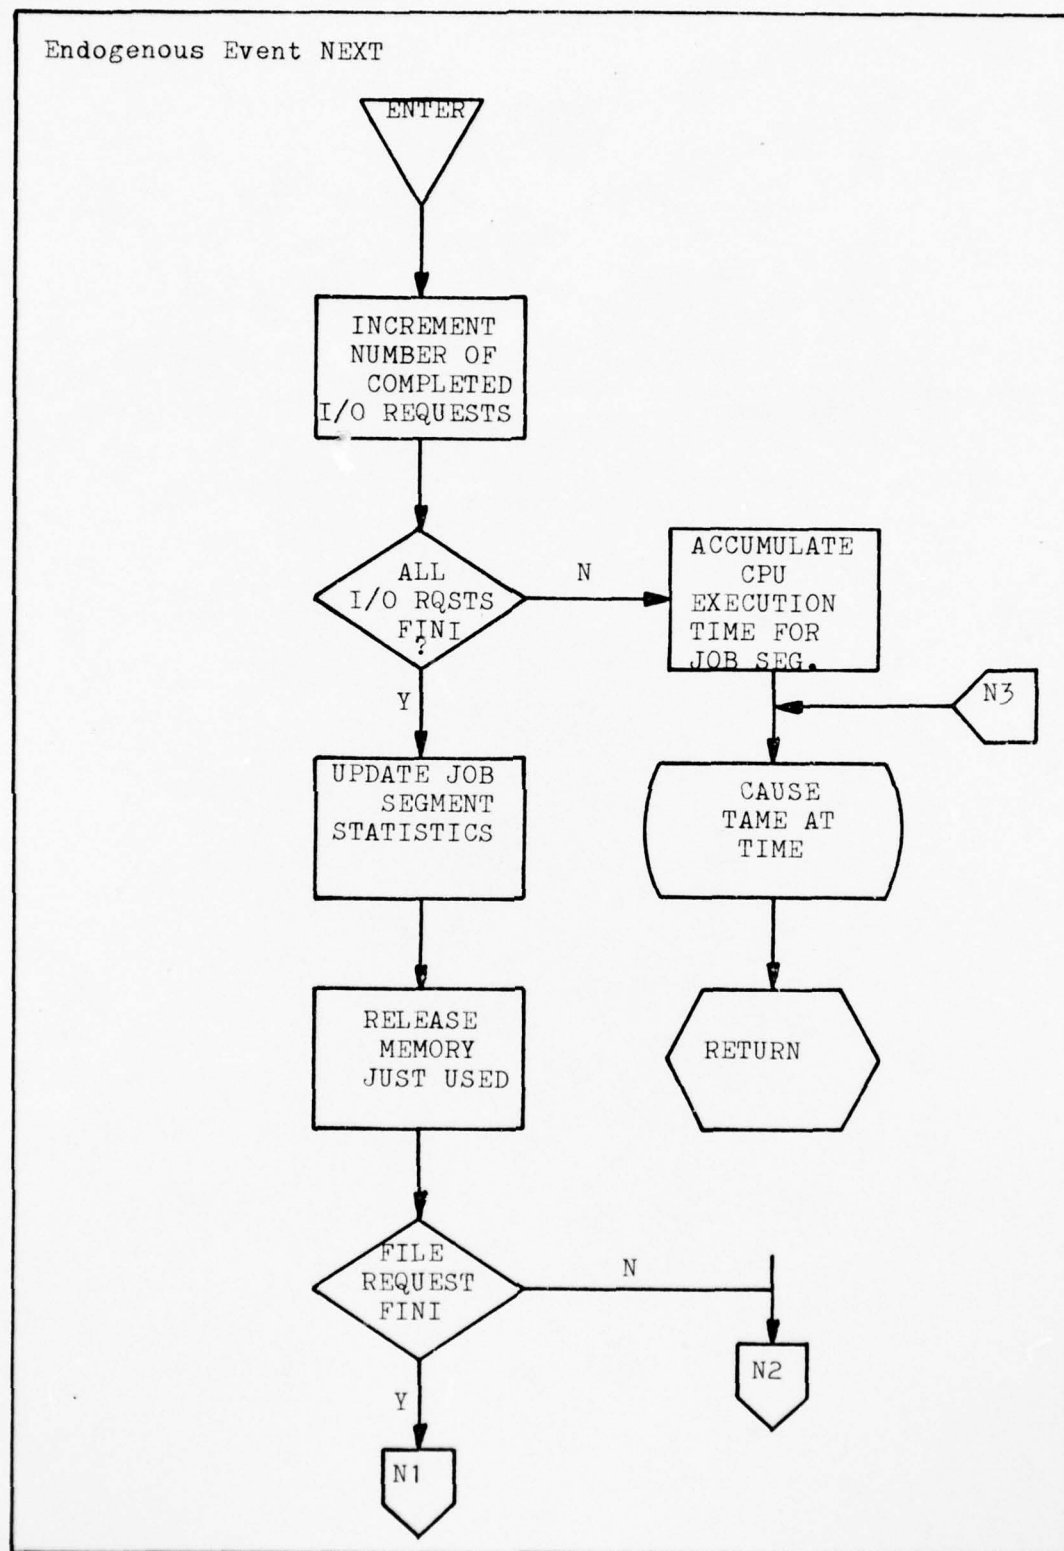 Endogenous Event NEXT
ENTER
INCREMENT
NUMBER OF
COMPLETED
I/O REQUESTS
ALL
I/O RQSTS
FINI
?
N
ACCUMULATE
CPU
EXECUTION
TIME FOR
JOB SEG.
N3
Y
UPDATE JOB
SEGMENT
STATISTICS
CAUSE
TAME AT
TIME
RELEASE
MEMORY
JUST USED
RETURN
FILE
REQUEST
FINI
N
N2
Y
N1